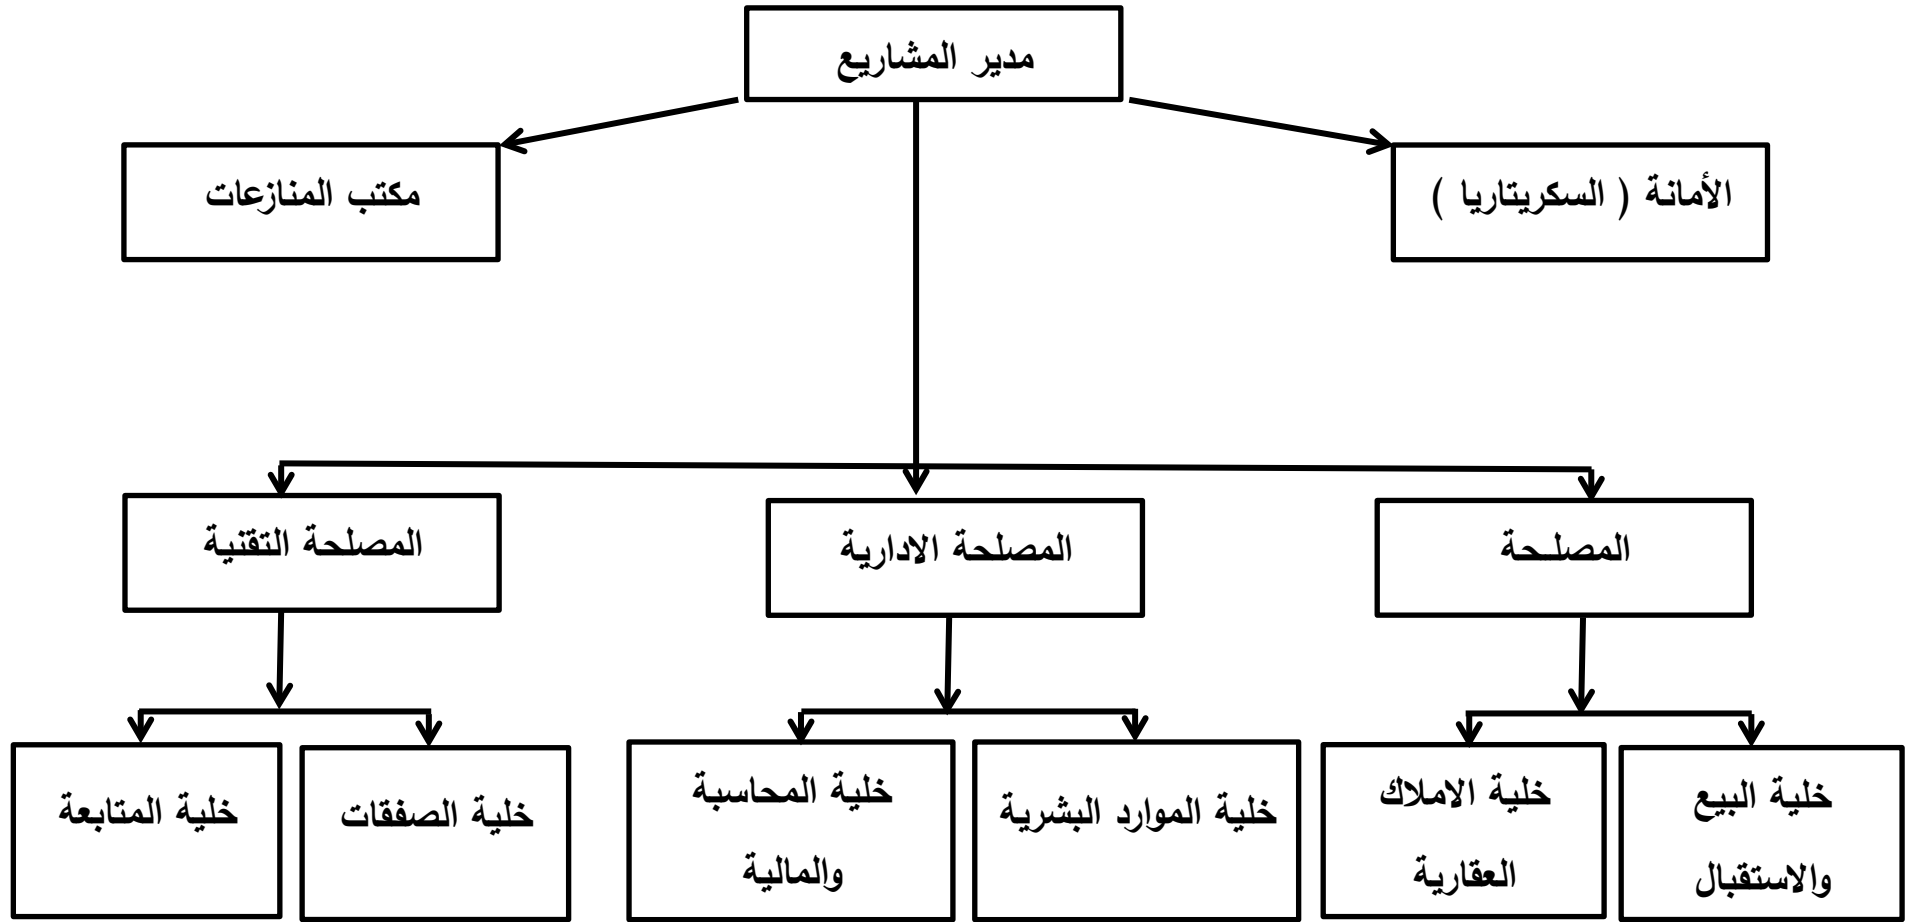 مدير المشاريع
الأمانة ( السكريتاريا )
مكتب المنازعات
المصلحة
المصلحة الادارية
المصلحة التقنية
خلية البيع
والاستقبال
خلية الاملاك
العقارية
خلية الموارد البشرية
خلية المحاسبة
والمالية
خلية الصفقات
خلية المتابعة